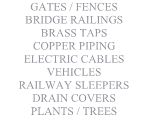 GATES / FENCES
BRIDGE RAILINGS
BRASS TAPS
COPPER PIPING
ELECTRIC CABLES
VEHICLES
RAILWAY SLEEPERS
DRAIN COVERS
PLANTS / TREES